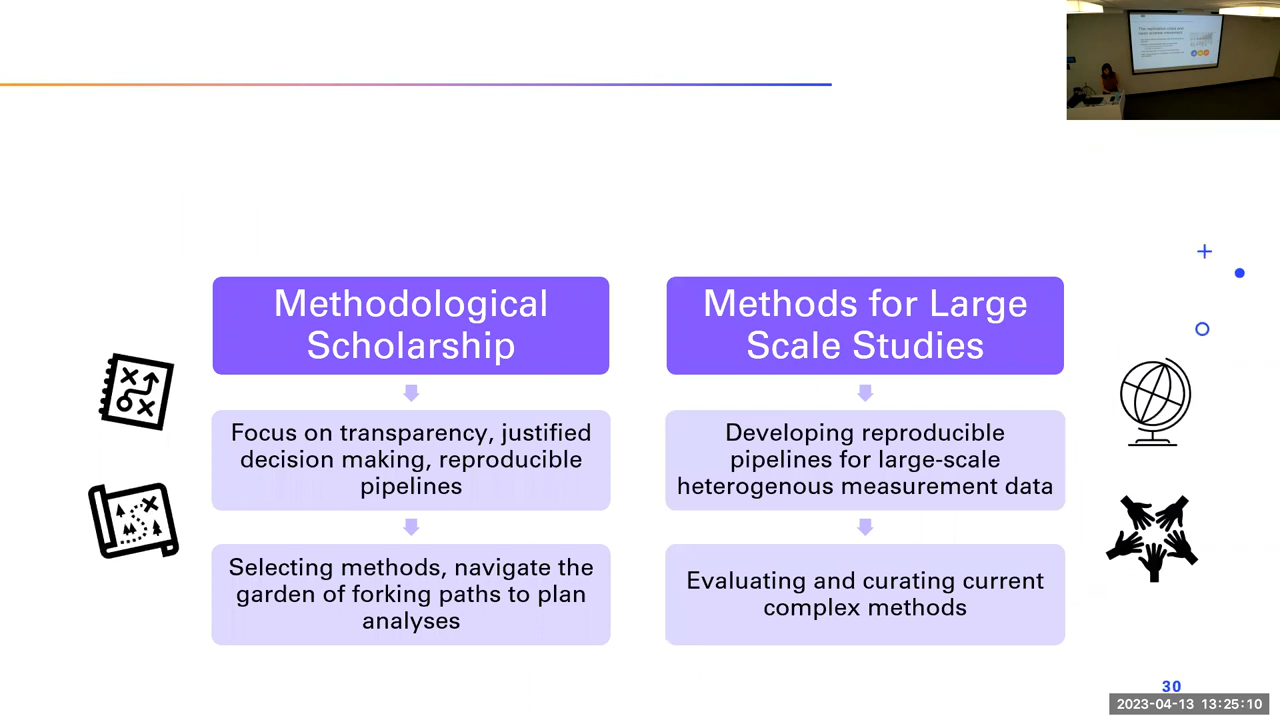 Methodological
Scholarship
Focus on transparency, justified
decision making, reproducible
pipelines
Selecting methods, navigate the
garden of forking paths to plan
analyses
Methods for Large
Scale Studies
Developing reproducible
pipelines for large-scale
heterogenous measurement data
Evaluating and curating current
complex methods
30
2023-04-13 13:25:10